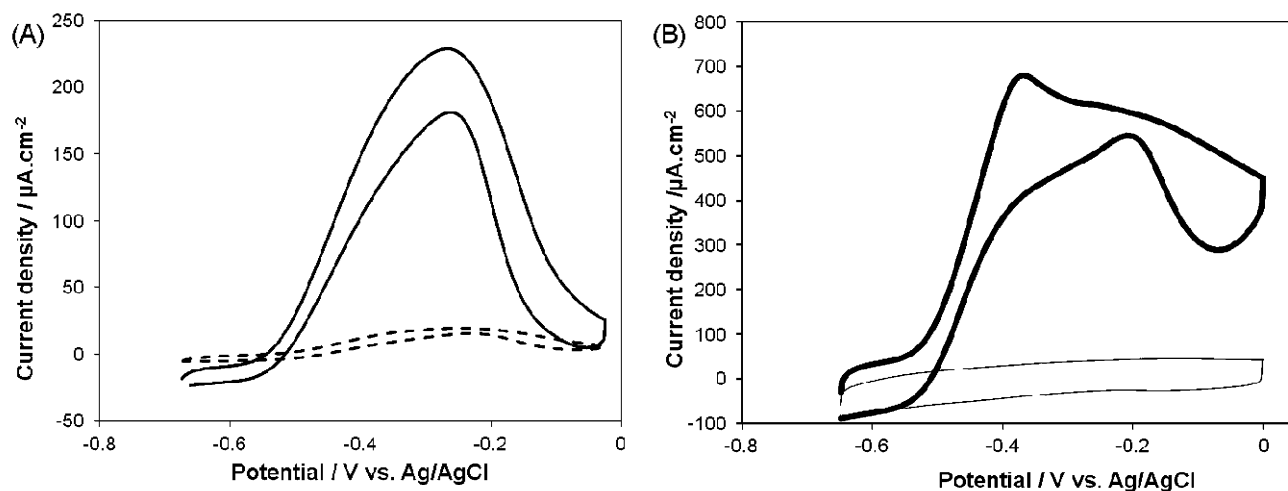 (A)
250
200
150
100
50
0
-50
-0.8 -0.6 -0.4 -0.2 0
Current density / µA.cm-2
Potential / V vs. Ag/AgCl
(B)
800
700
600
500
400
300
200
100
0
-100
-0.8 -0.6 -0.4 -0.2 0
Current density /µA.cm-2
Potential / V vs. Ag/AgCl